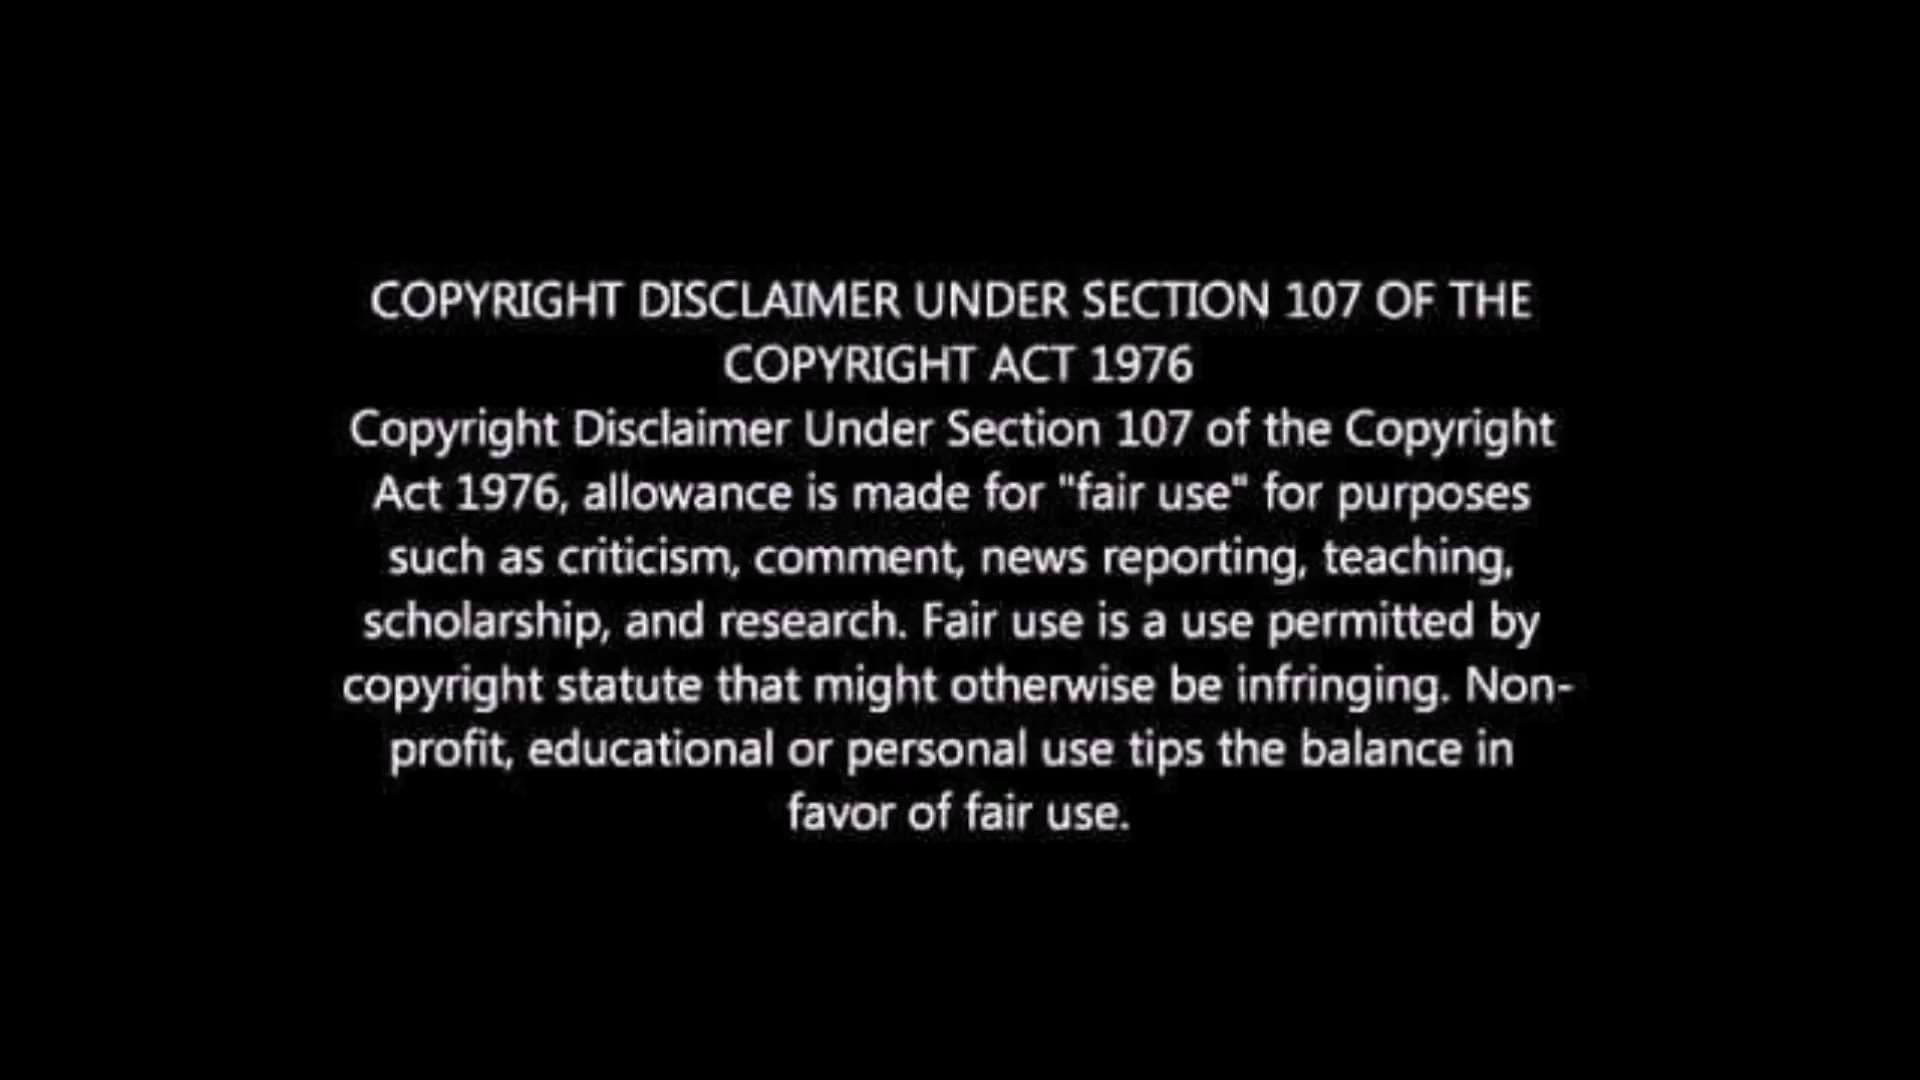 COPYRIGHT DISCLAIMER UNDER SECTION 107 OF THE
COPYRIGHT ACT 1976
Copyright Disclaimer Under Section 107 of the Copyright
Act 1976, allowance is made for "fair use" for purposes
such as criticism, comment, news reporting, teaching,
scholarship, and research. Fair use is a use permitted by
copyright statute that might otherwise be infringing. Non-
profit, educational or personal use tips the balance in
favor of fair use.